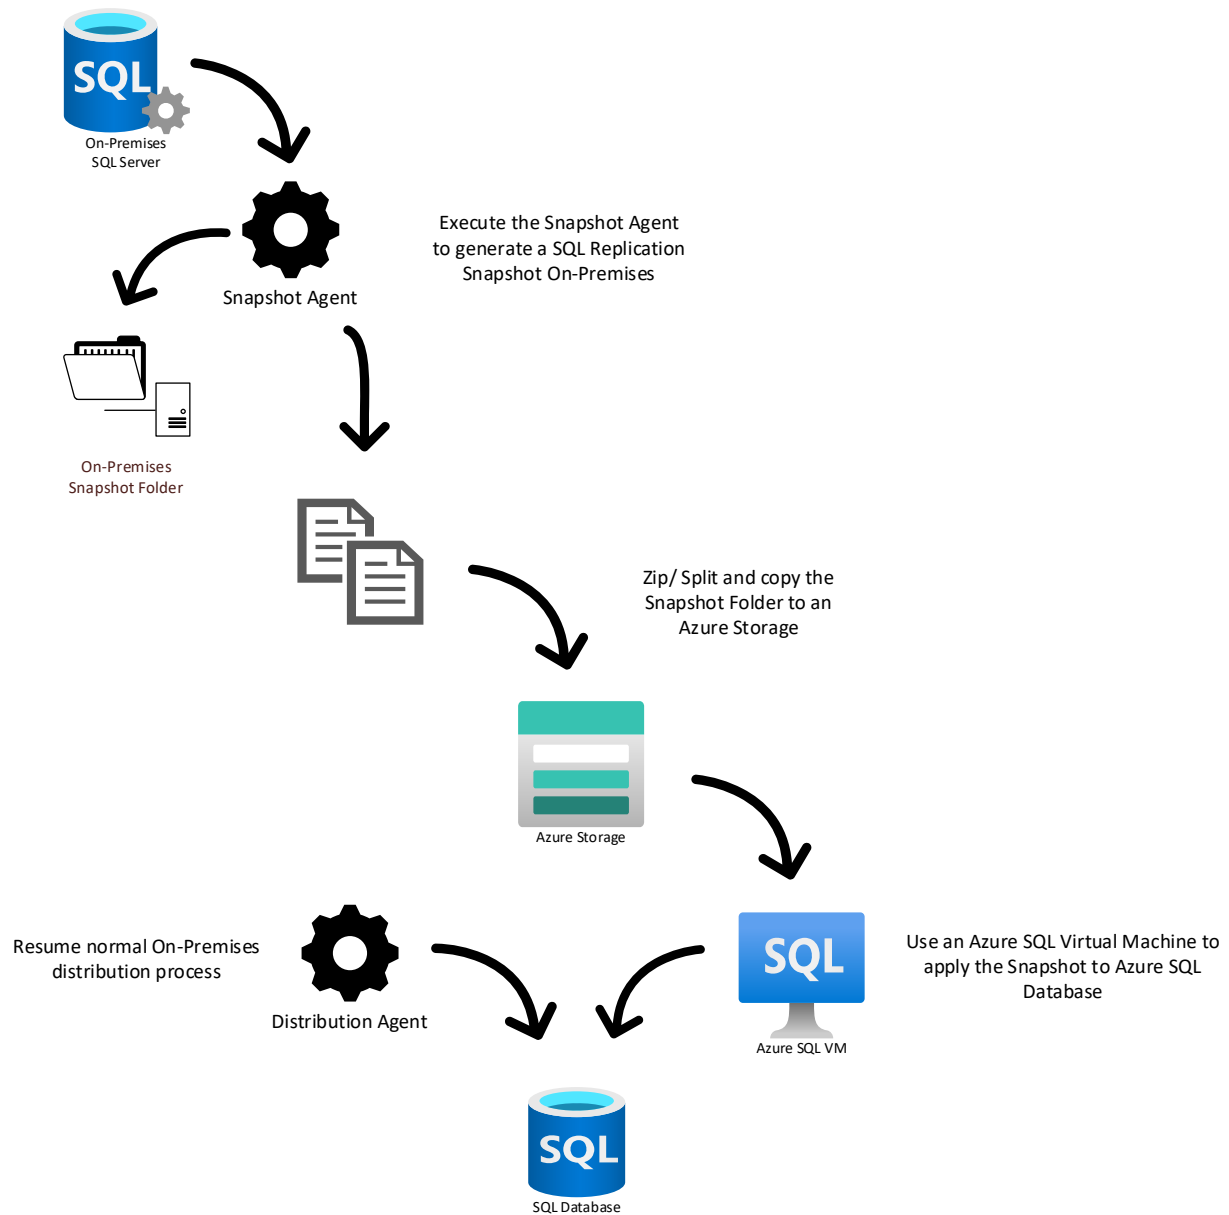 SQL
On-Premises
SQL Server
Execute the Snapshot Agent
to generate a SQL Replication
Snapshot On-Premises
Snapshot Agent
On-Premises
Snapshot Folder
Zip/ Split and copy the
Snapshot Folder to an
Azure Storage
Azure Storage
Resume normal On-Premises
distribution process
Distribution Agent
SQL
Azure SQL VM
Use an Azure SQL Virtual Machine to
apply the Snapshot to Azure SQL
Database
SQL
SQL Database